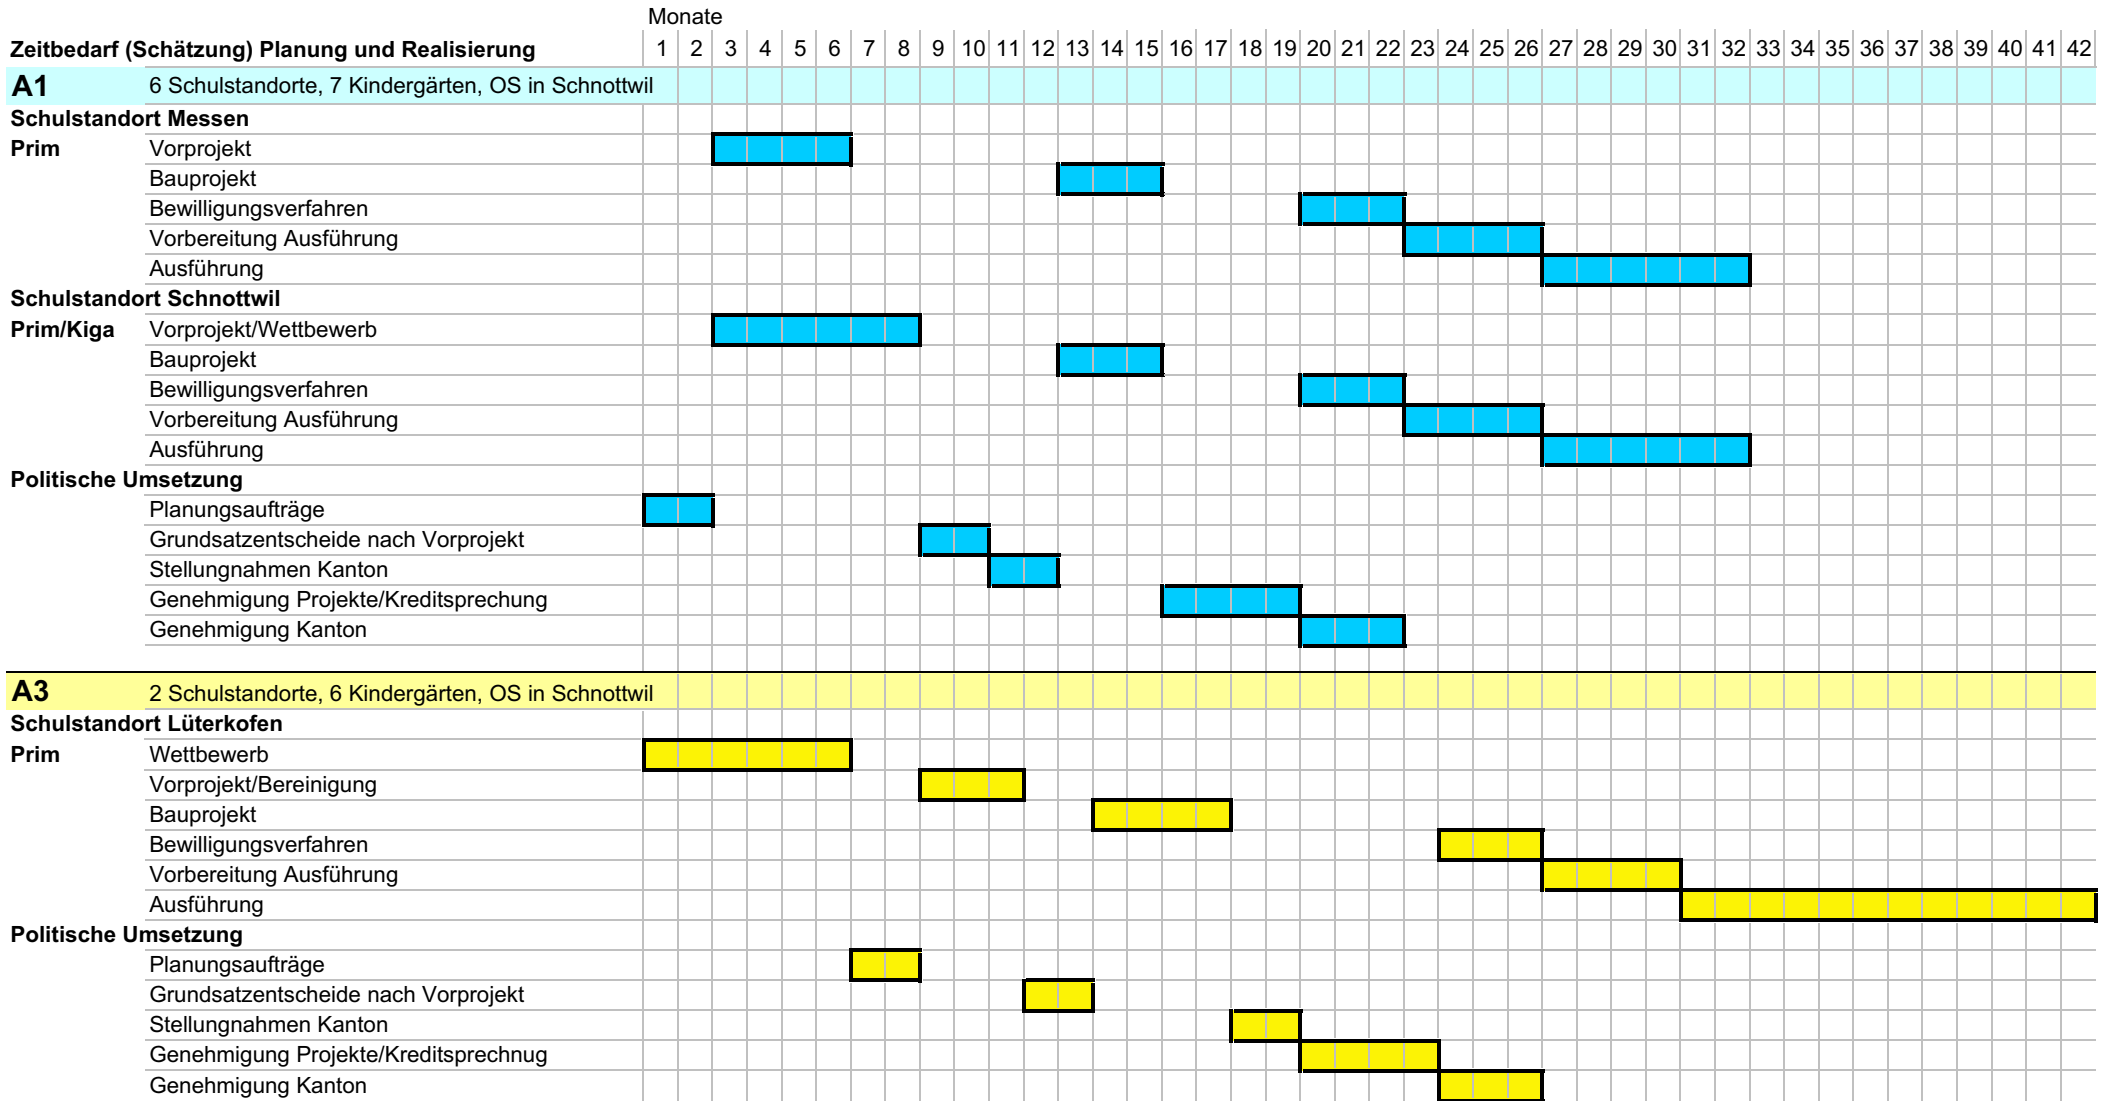 Monate
Zeitbedarf (Schätzung) Planung und Realisierung 1 2 3 4 5 6 7 8 9 10 11 12 13 14 15 16 17 18 19 20 21 22 23 24 25 26 27 28 29 30 31 32 33 34 35 36 37 38 39 40 41 42
A1 6 Schulstandorte, 7 Kindergärten, OS in Schnottwil
Schulstandort Messen
Prim Vorprojekt
Bauprojekt
Bewilligungsverfahren
Vorbereitung Ausführung
Ausführung
Schulstandort Schnottwil
Prim/Kiga Vorprojekt/Wettbewerb
Bauprojekt
Bewilligungsverfahren
Vorbereitung Ausführung
Ausführung
Politische Umsetzung
Planungsaufträge
Grundsatzentscheide nach Vorprojekt
Stellungnahmen Kanton
Genehmigung Projekte/Kreditsprechung
Genehmigung Kanton
A3 2 Schulstandorte, 6 Kindergärten, OS in Schnottwil
Schulstandort Lüterkofen
Prim Wettbewerb
Vorprojekt/Bereinigung
Bauprojekt
Bewilligungsverfahren
Vorbereitung Ausführung
Ausführung
Politische Umsetzung
Planungsaufträge
Grundsatzentscheide nach Vorprojekt
Stellungnahmen Kanton
Genehmigung Projekte/Kreditsprechnug
Genehmigung Kanton